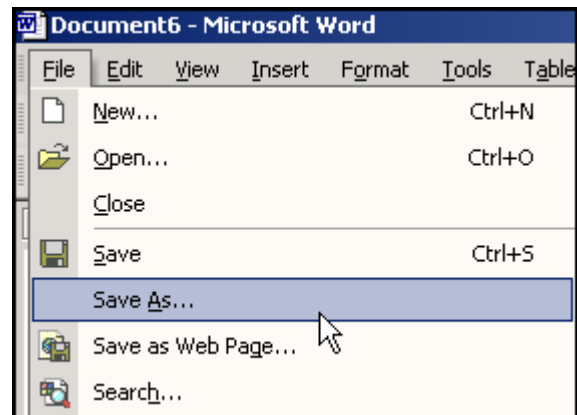 Document6 - Microsoft Word
File Edit View Insert Format Tools Table
New... Ctrl+N
Open... Ctrl+O
Close
Save Ctrl+S
Save As...
Save as Web Page...
Search...